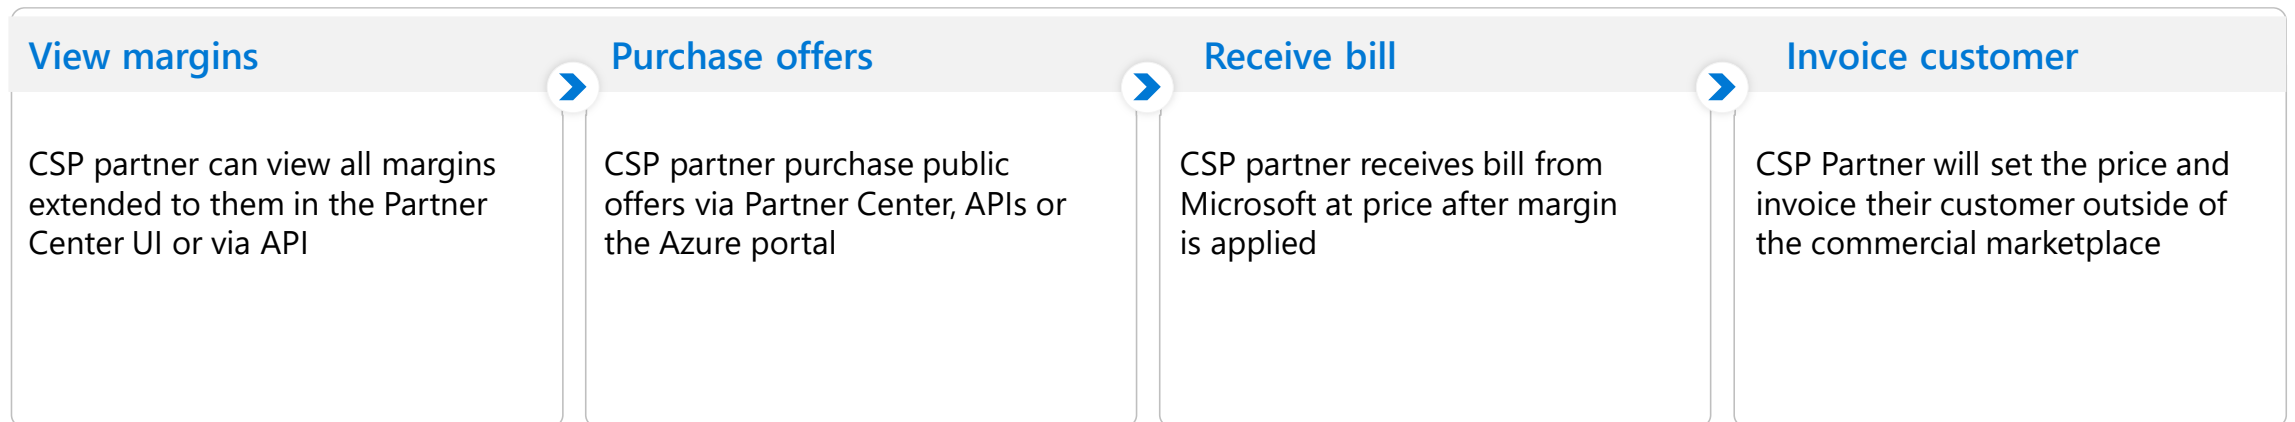 View margins
CSP partner can view all margins
extended to them in the Partner
Center UI or via API
Purchase offers
CSP partner purchase public
offers via Partner Center, APIs or
the Azure portal
Receive bill
CSP partner receives bill from
Microsoft at price after margin
is applied
Invoice customer
CSP Partner will set the price and
invoice their customer outside of
the commercial marketplace